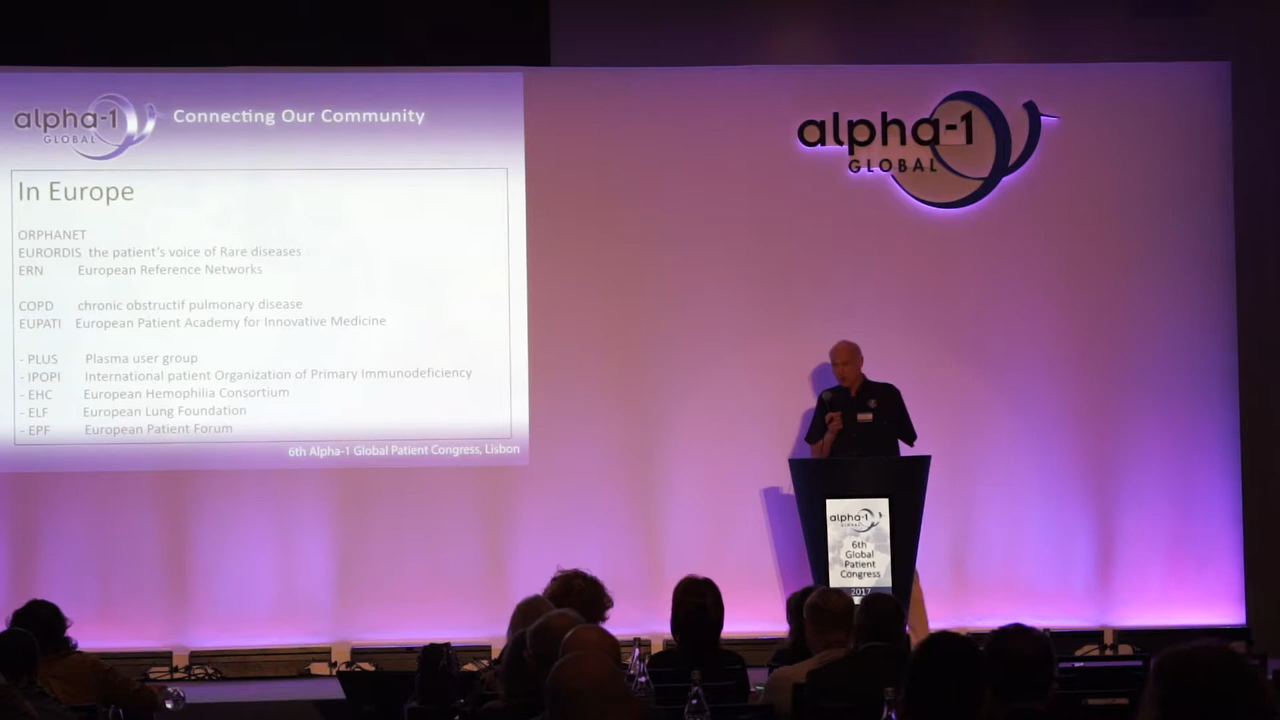 alpha-1
GLOBAL
Connecting Our Community
In Europe
ORPHANET
EURORDIS the patient's voice of Rare diseases
ERN European Reference Networks
COPD chronic obstructif pulmonary disease
EUPATI European Patient Academy for Innovative Medicine
- PLUS Plasma user group
- IPOPI International patient Organization of Primary Immunodeficiency
- EHC European Hemophilia Consortium
- ELF European Lung Foundation
- EPF European Patient Forum
6th Alpha-1 Global Patient Congress, Lisbon
alpha-1
GLOBAL
alpha-1
GLOBAL
6th
Global
Patient
Congress
2017